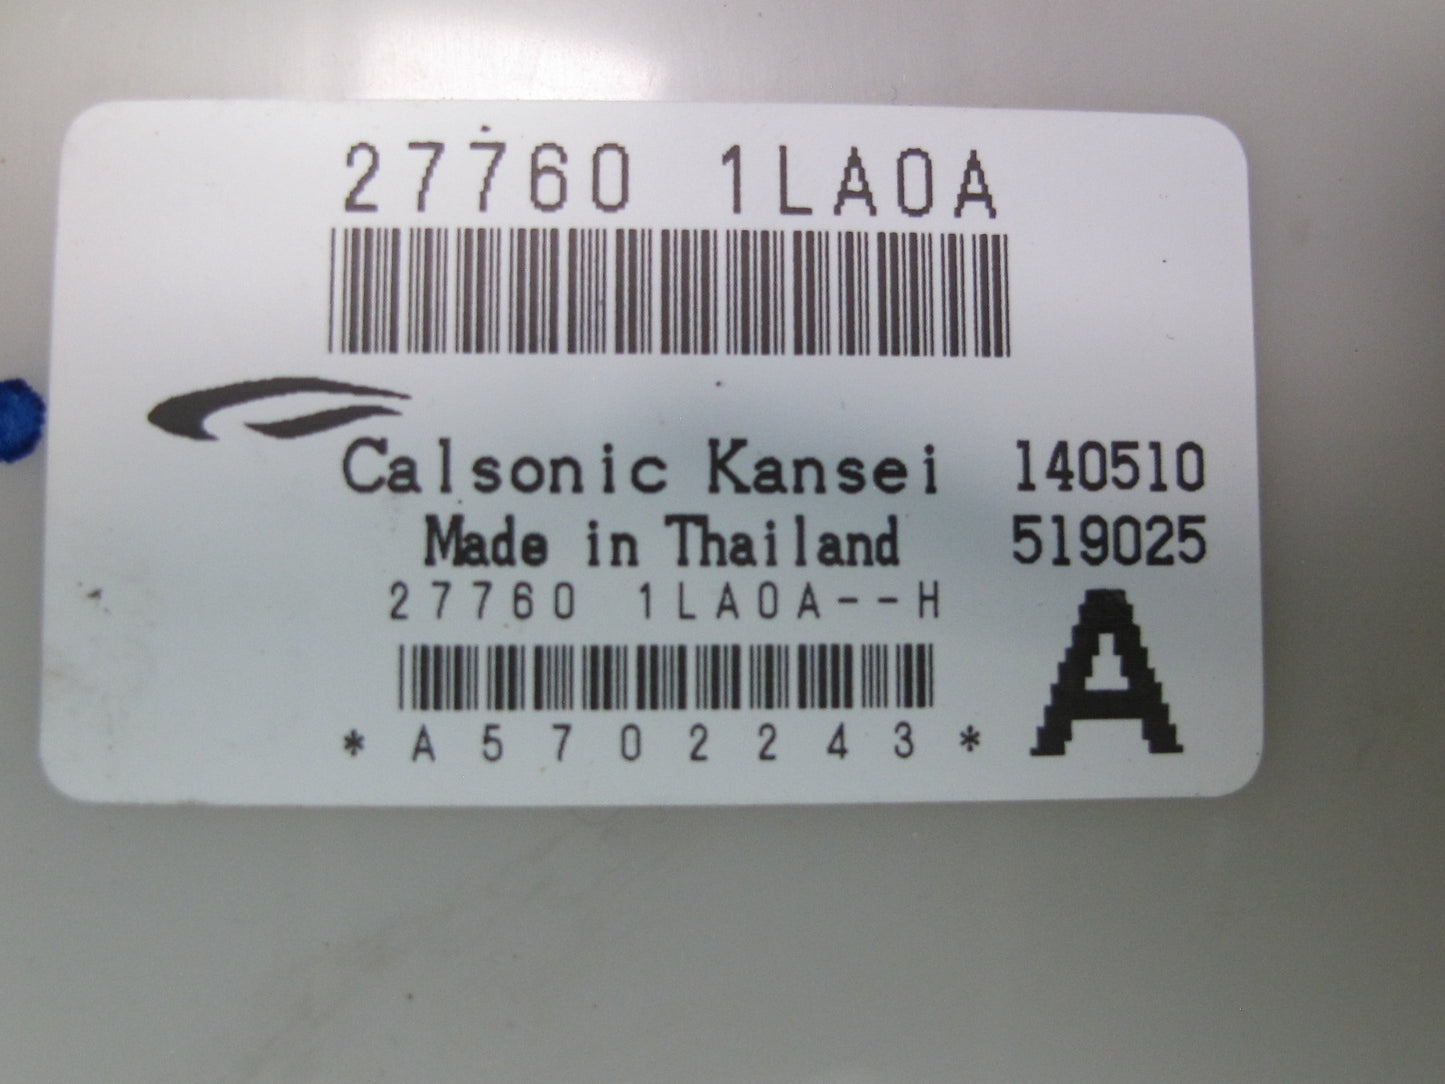 27760 1LA0A
Calsonic Kansei 140510
Made in Thailand 519025
27760 1LA0A--H
A
*A5702243*